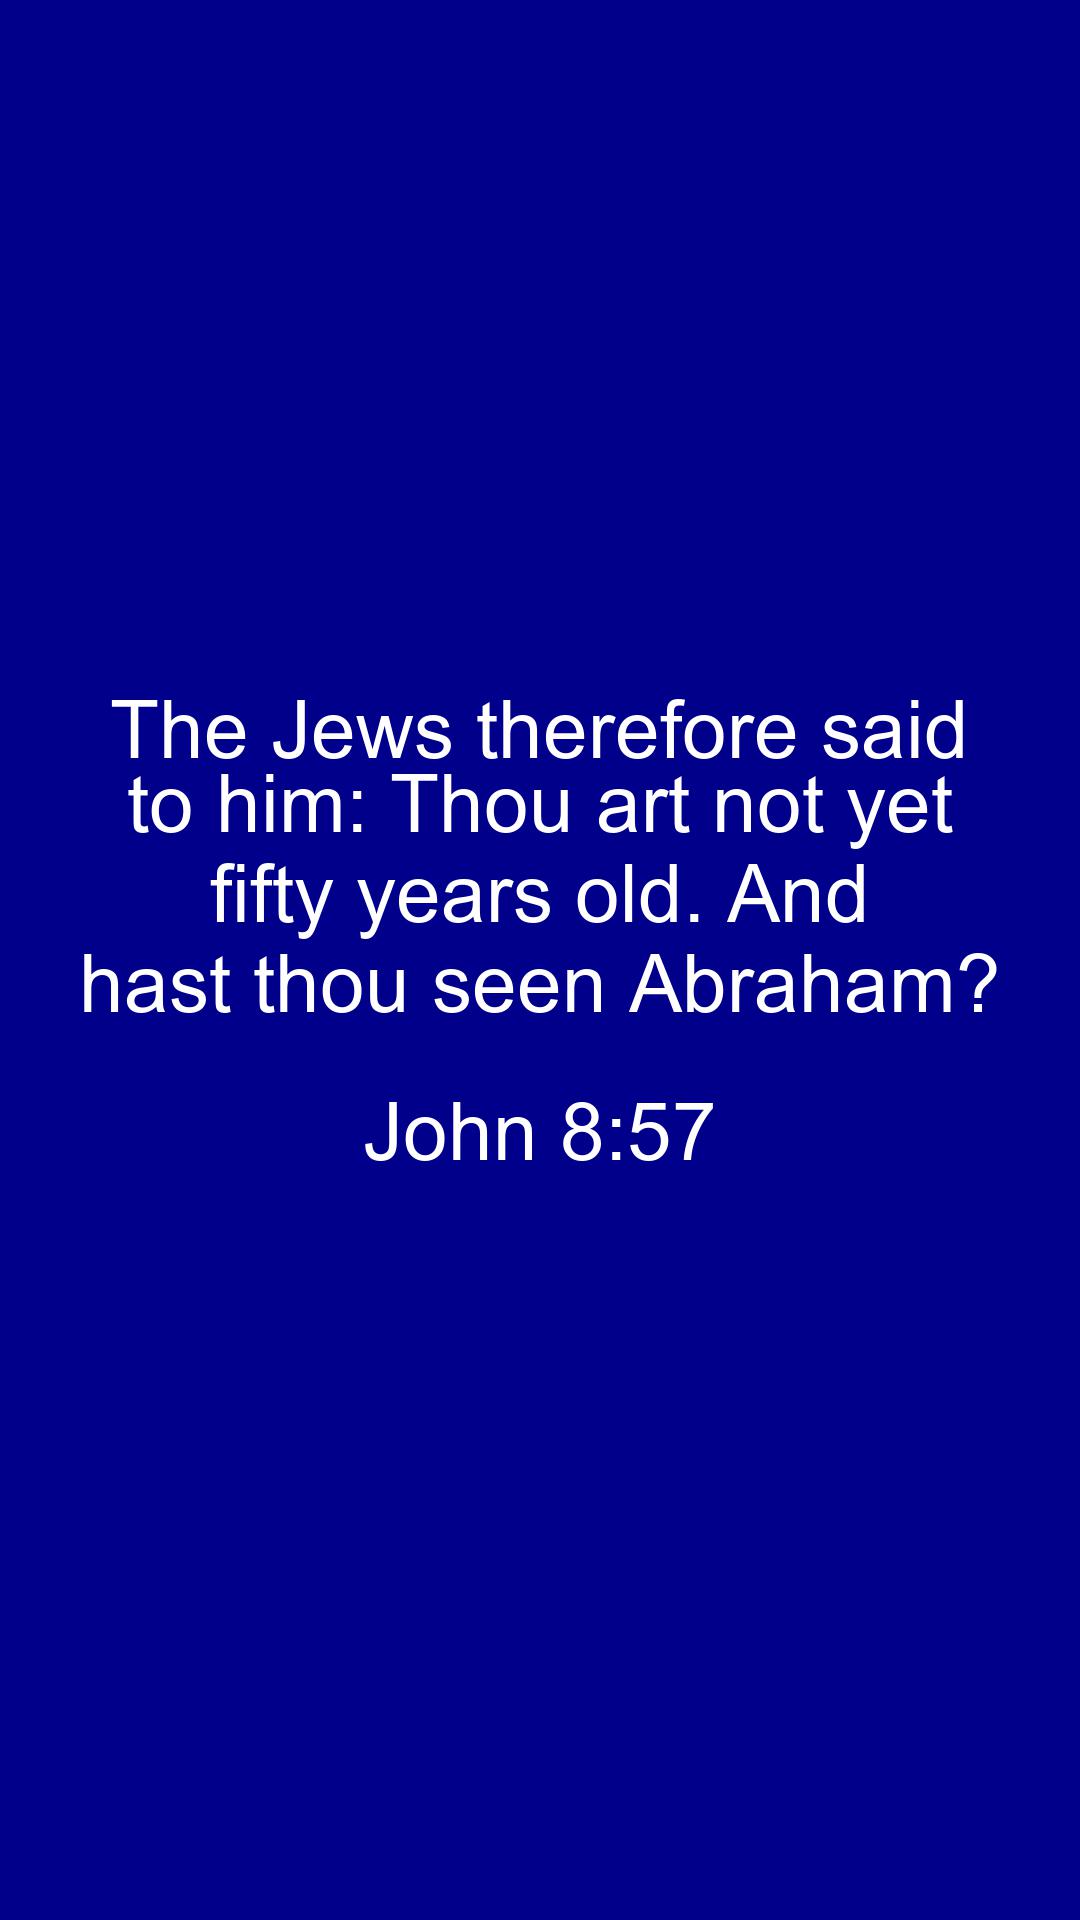 The Jews therefore said
to him: Thou art not yet
fifty years old. And
hast thou seen Abraham?
John 8:57